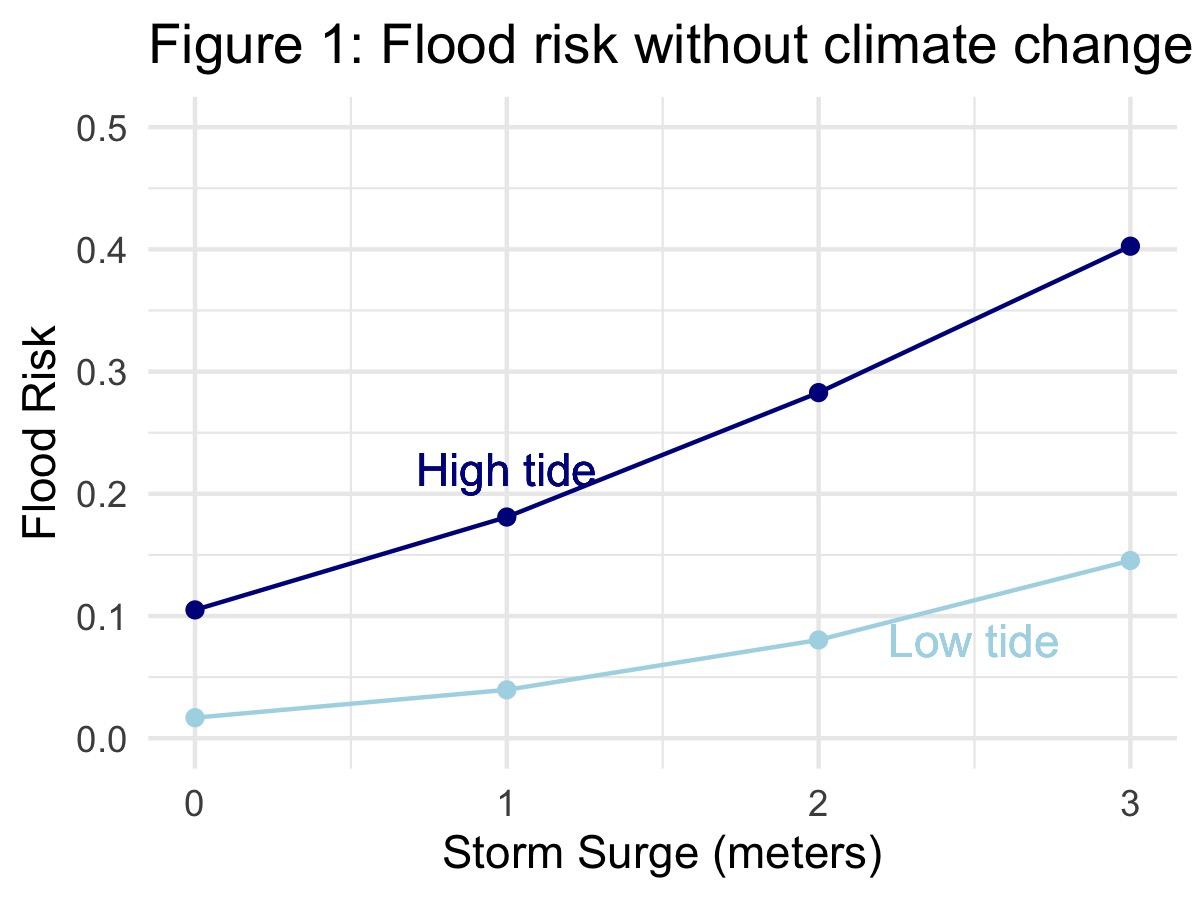 Figure 1: Flood risk without climate change
0.5
0.4
0.3
0.2
0.1
0.0
Flood Risk
High tide
Low tide
0 1 2 3
Storm Surge (meters)